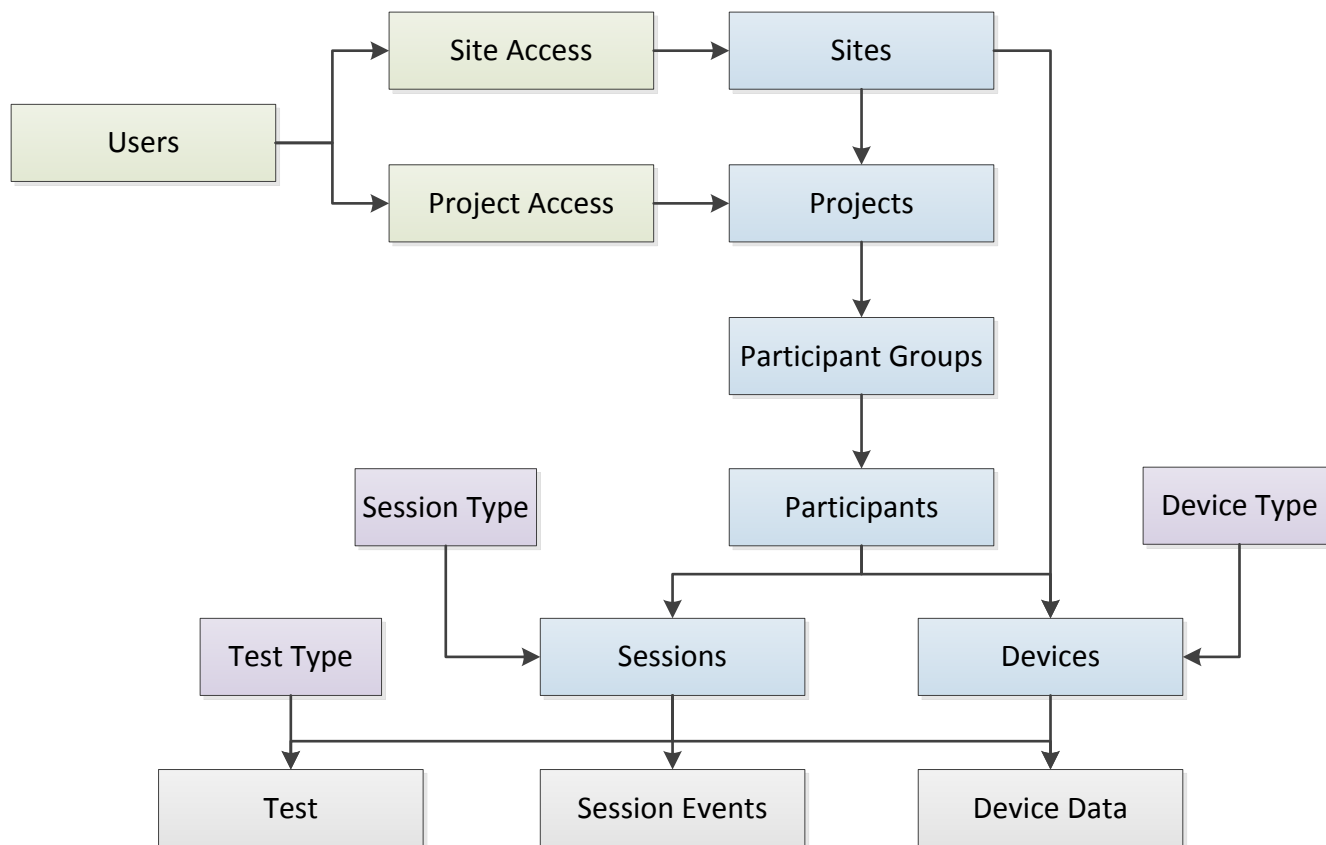 Site Access
Sites
Users
Project Access
Projects
Participant Groups
Session Type
Participants
Device Type
Test Type
Sessions
Devices
Test
Session Events
Device Data